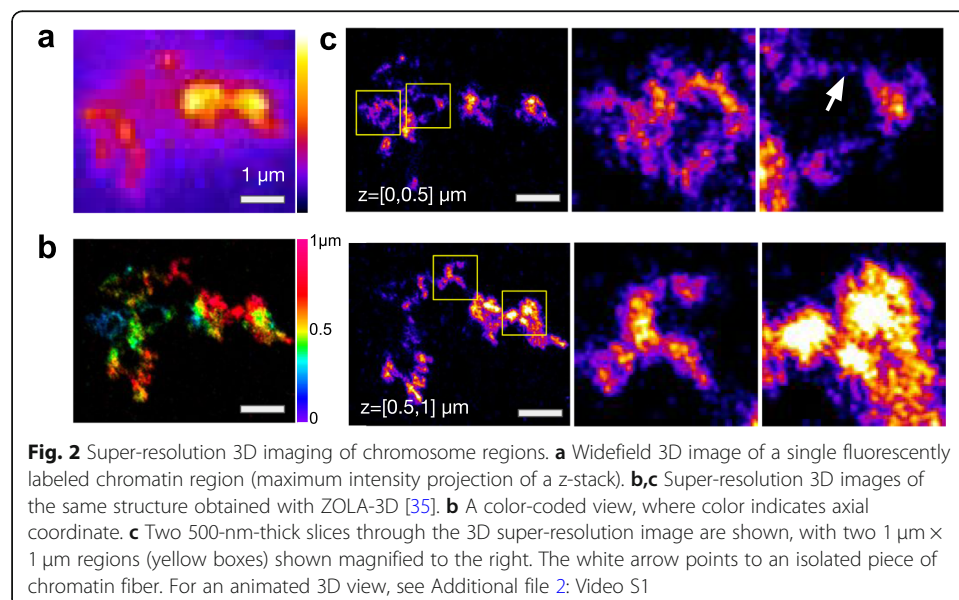 a
1 µm
c
z=[0,0.5] µm
b
1µm
0.5
0
z=[0.5,1] µm
Fig. 2 Super-resolution 3D imaging of chromosome regions. a Widefield 3D image of a single fluorescently
labeled chromatin region (maximum intensity projection of a z-stack). b,c Super-resolution 3D images of
the same structure obtained with ZOLA-3D [35]. b A color-coded view, where color indicates axial
coordinate. c Two 500-nm-thick slices through the 3D super-resolution image are shown, with two 1 µm ×
1 µm regions (yellow boxes) shown magnified to the right. The white arrow points to an isolated piece of
chromatin fiber. For an animated 3D view, see Additional file 2: Video S1